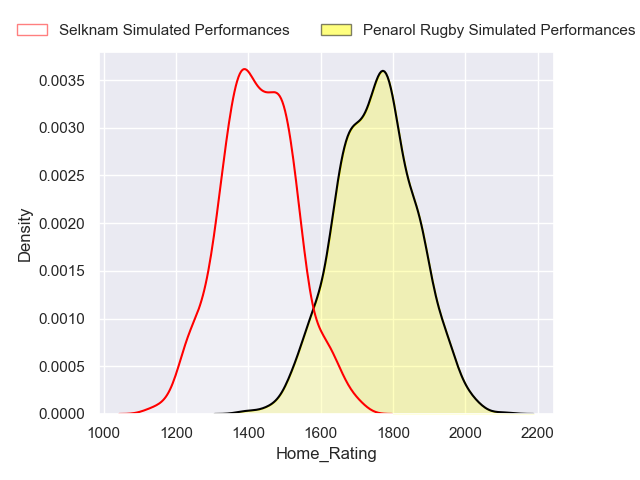 Selknam Simulated Performances
Penarol Rugby Simulated Performances
0.0035
0.0030
0.0025
0.0020
0.0015
0.0010
0.0005
0.0000
Density
1000 1200 1400 1600 1800 2000 2200
Home_Rating